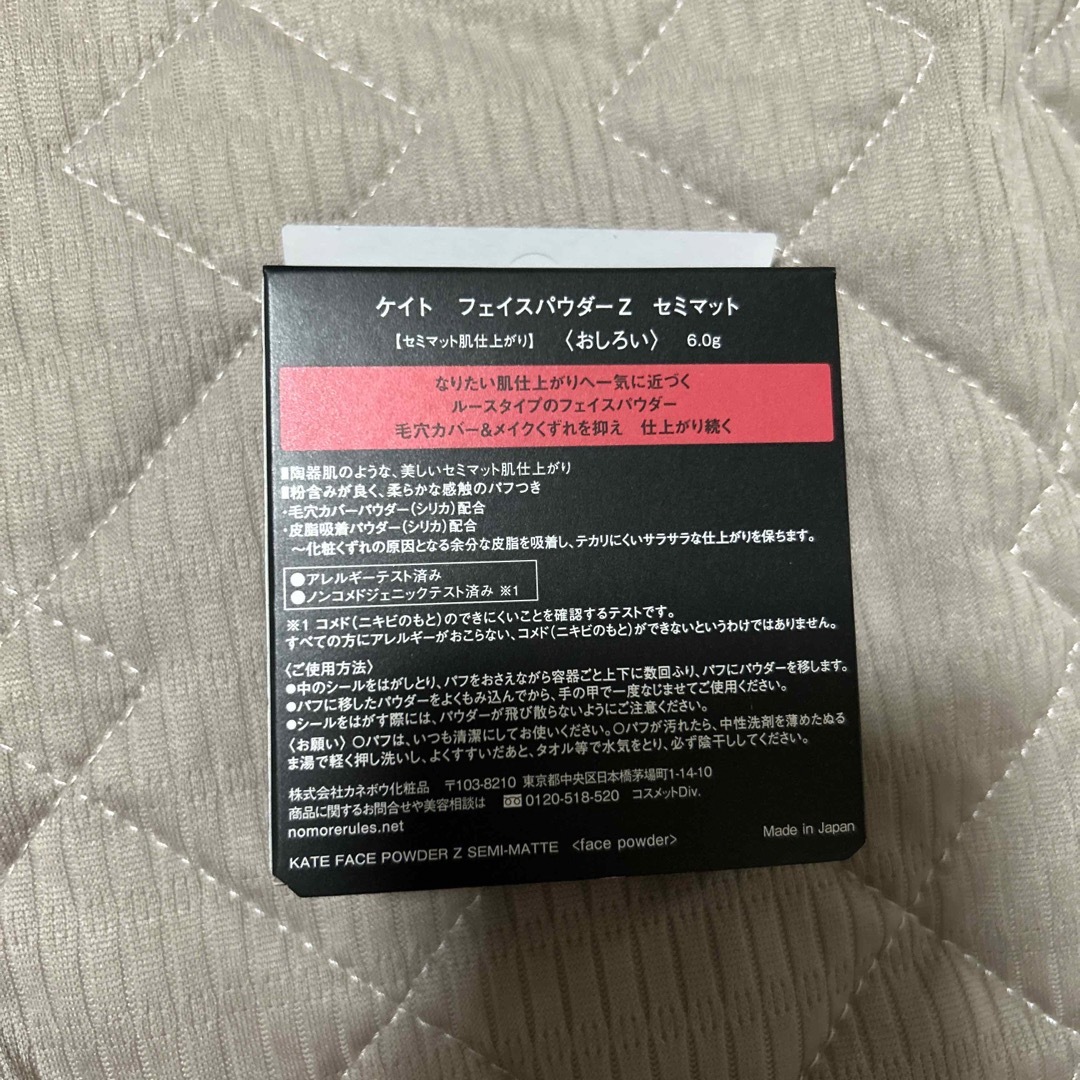 ケイト フェイスパウダーZ セミマット
【セミマット肌仕上がり】 〈おしろい〉 6.0g
なりたい肌仕上がりへ一気に近づく
ルースタイプのフェイスパウダー
毛穴カバー&メイクくずれを抑え 仕上がり続く
■陶器肌のような、美しいセミマット肌仕上がり
■粉含みが良く、柔らかな感触のパフつき
・毛穴カバーパウダー(シリカ)配合
・皮脂吸着パウダー(シリカ)配合
～化粧くずれの原因となる余分な皮脂を吸着し、テカリにくいサラサラな仕上がりを保ちます。
●アレルギーテスト済み
●ノンコメドジェニックテスト済み ※1
※1 コメド(ニキビのもと)のできにくいことを確認するテストです。
すべての方にアレルギーがおこらない、コメド(ニキビのもと)ができないというわけではありません。
〈ご使用方法〉
●中のシールをはがしとり、パフをおさえながら容器ごと上下に数回ふり、パフにパウダーを移します。
●パフに移したパウダーをよくもみ込んでから、手の甲で一度なじませてご使用ください。
●シールをはがす際には、パウダーが飛び散らないようにご注意ください。
〈お願い〉 ○パフは、いつも清潔にしてお使いください。○パフが汚れたら、中性洗剤を薄めたぬる
ま湯で軽く押し洗いし、よくすすいだあと、タオル等で水気をとり、必ず陰干ししてください。
株式会社カネボウ化粧品 〒103-8210 東京都中央区日本橋茅場町1-14-10
商品に関するお問合せや美容相談は 0120-518-520 コスメットDiv.
nomorerules.net
Made in Japan
KATE FACE POWDER Z SEMI-MATTE <face powder>